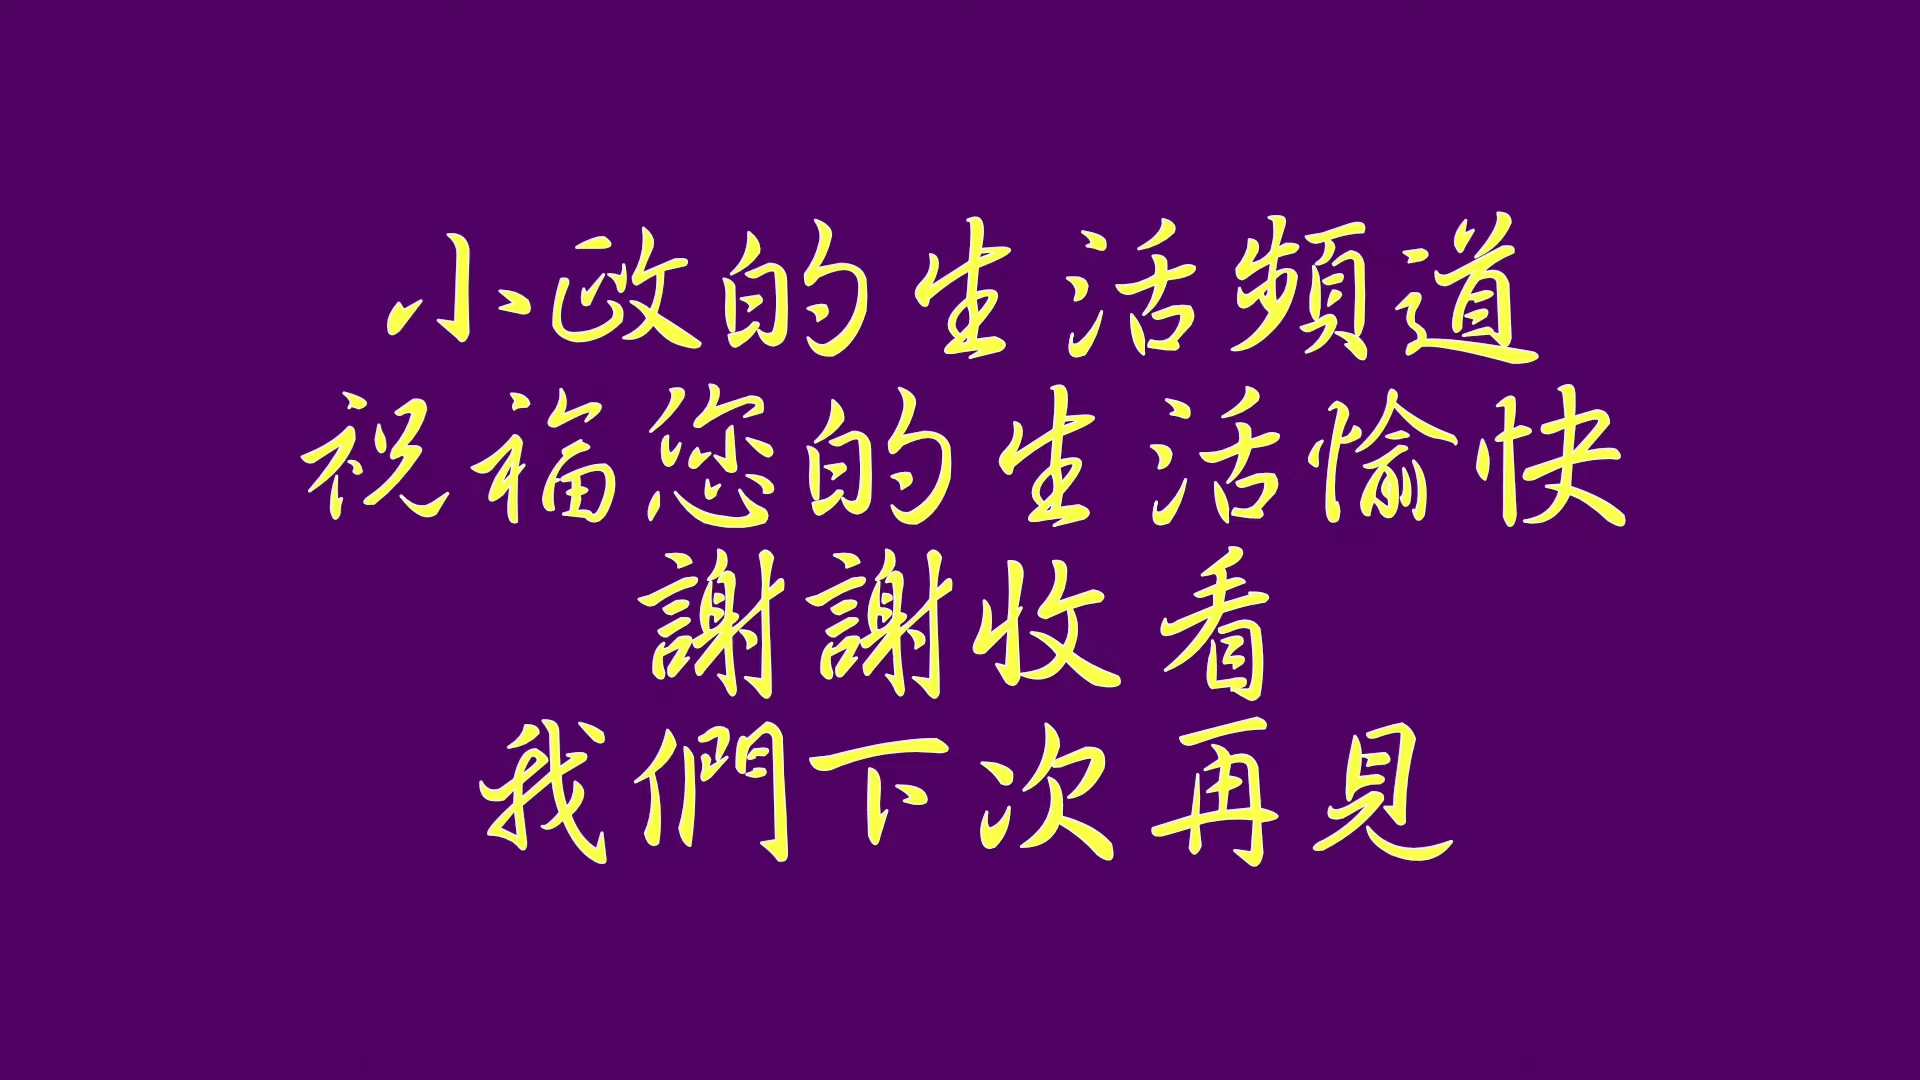 小政的生活頻道
祝福您的生活愉快
謝謝收看
我們下次再見